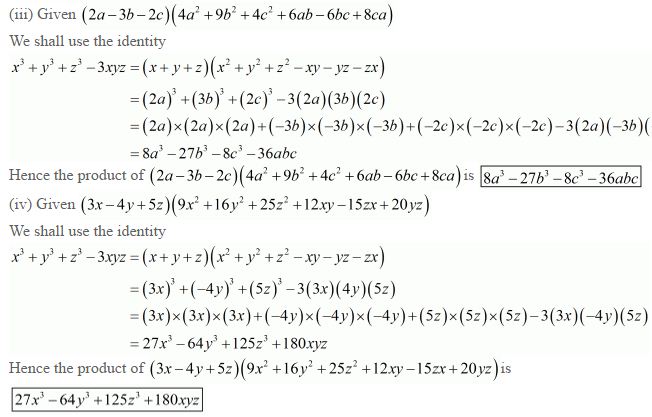 (iii) Given (2a−3b−2c)(4a²+9b²+4c²+6ab−6bc+8ca)
We shall use the identity
x³+y³+z³−3xyz=(x+y+z)(x²+y²+z²−xy−yz−zx)
=(2a)³+(3b)³+(2c)³−3(2a)(3b)(2c)
=(2a)×(2a)×(2a)+(−3b)×(−3b)×(−3b)+(−2c)×(−2c)×(−2c)−3(2a)(−3b)(
=8a³−27b³−8c³−36abc
Hence the product of (2a−3b−2c)(4a²+9b²+4c²+6ab−6bc+8ca) is 8a³−27b³−8c³−36abc
(iv) Given (3x−4y+5z)(9x²+16y²+25z²+12xy−15zx+20yz)
We shall use the identity
x³+y³+z³−3xyz=(x+y+z)(x²+y²+z²−xy−yz−zx)
=(3x)³+(−4y)³+(5z)³−3(3x)(4y)(5z)
=(3x)×(3x)×(3x)+(−4y)×(−4y)×(−4y)+(5z)×(5z)×(5z)−3(3x)(−4y)(5z)
=27x³−64y³+125z³+180xyz
Hence the product of (3x−4y+5z)(9x²+16y²+25z²+12xy−15zx+20yz) is
27x³−64y³+125z³+180xyz